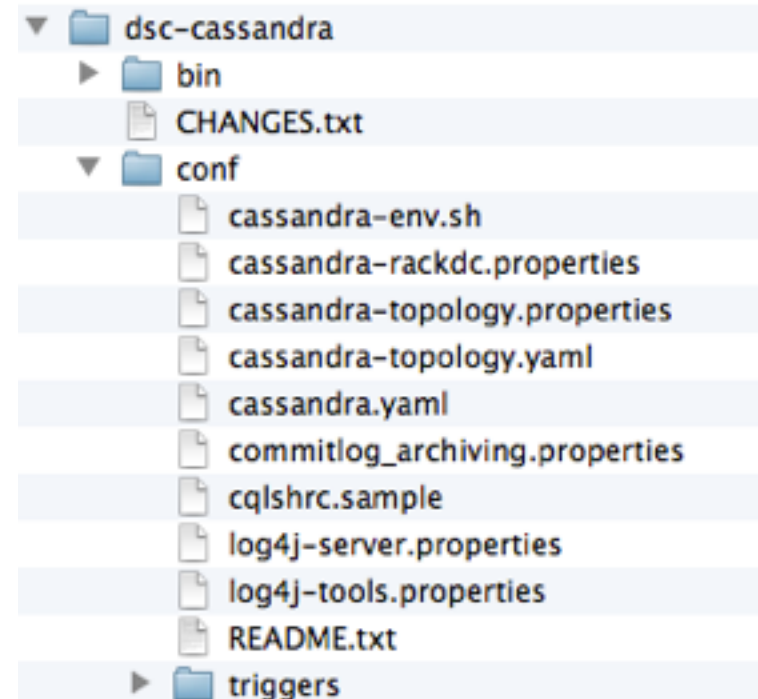 dsc-cassandra
bin
CHANGES.txt
conf
cassandra-env.sh
cassandra-rackdc.properties
cassandra-topology.properties
cassandra-topology.yaml
cassandra.yaml
commitlog_archiving.properties
cqlshrc.sample
log4j-server.properties
log4j-tools.properties
README.txt
triggers